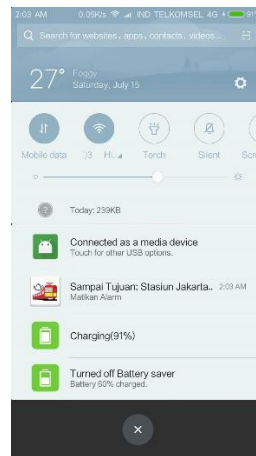 2:03 AM 0.05K/s IND TELKOMSEL 4G 91%
Search for websites, apps, contacts, videos...
27° Foggy
Saturday, July 15
Mobile data Torch Silent
Today: 239KB
Connected as a media device
Touch for other USB options.
Sampai Tujuan: Stasiun Jakarta.. 2:03 AM
Matikan Alarm
Charging(91%)
Turned off Battery saver
Battery 60% charged.